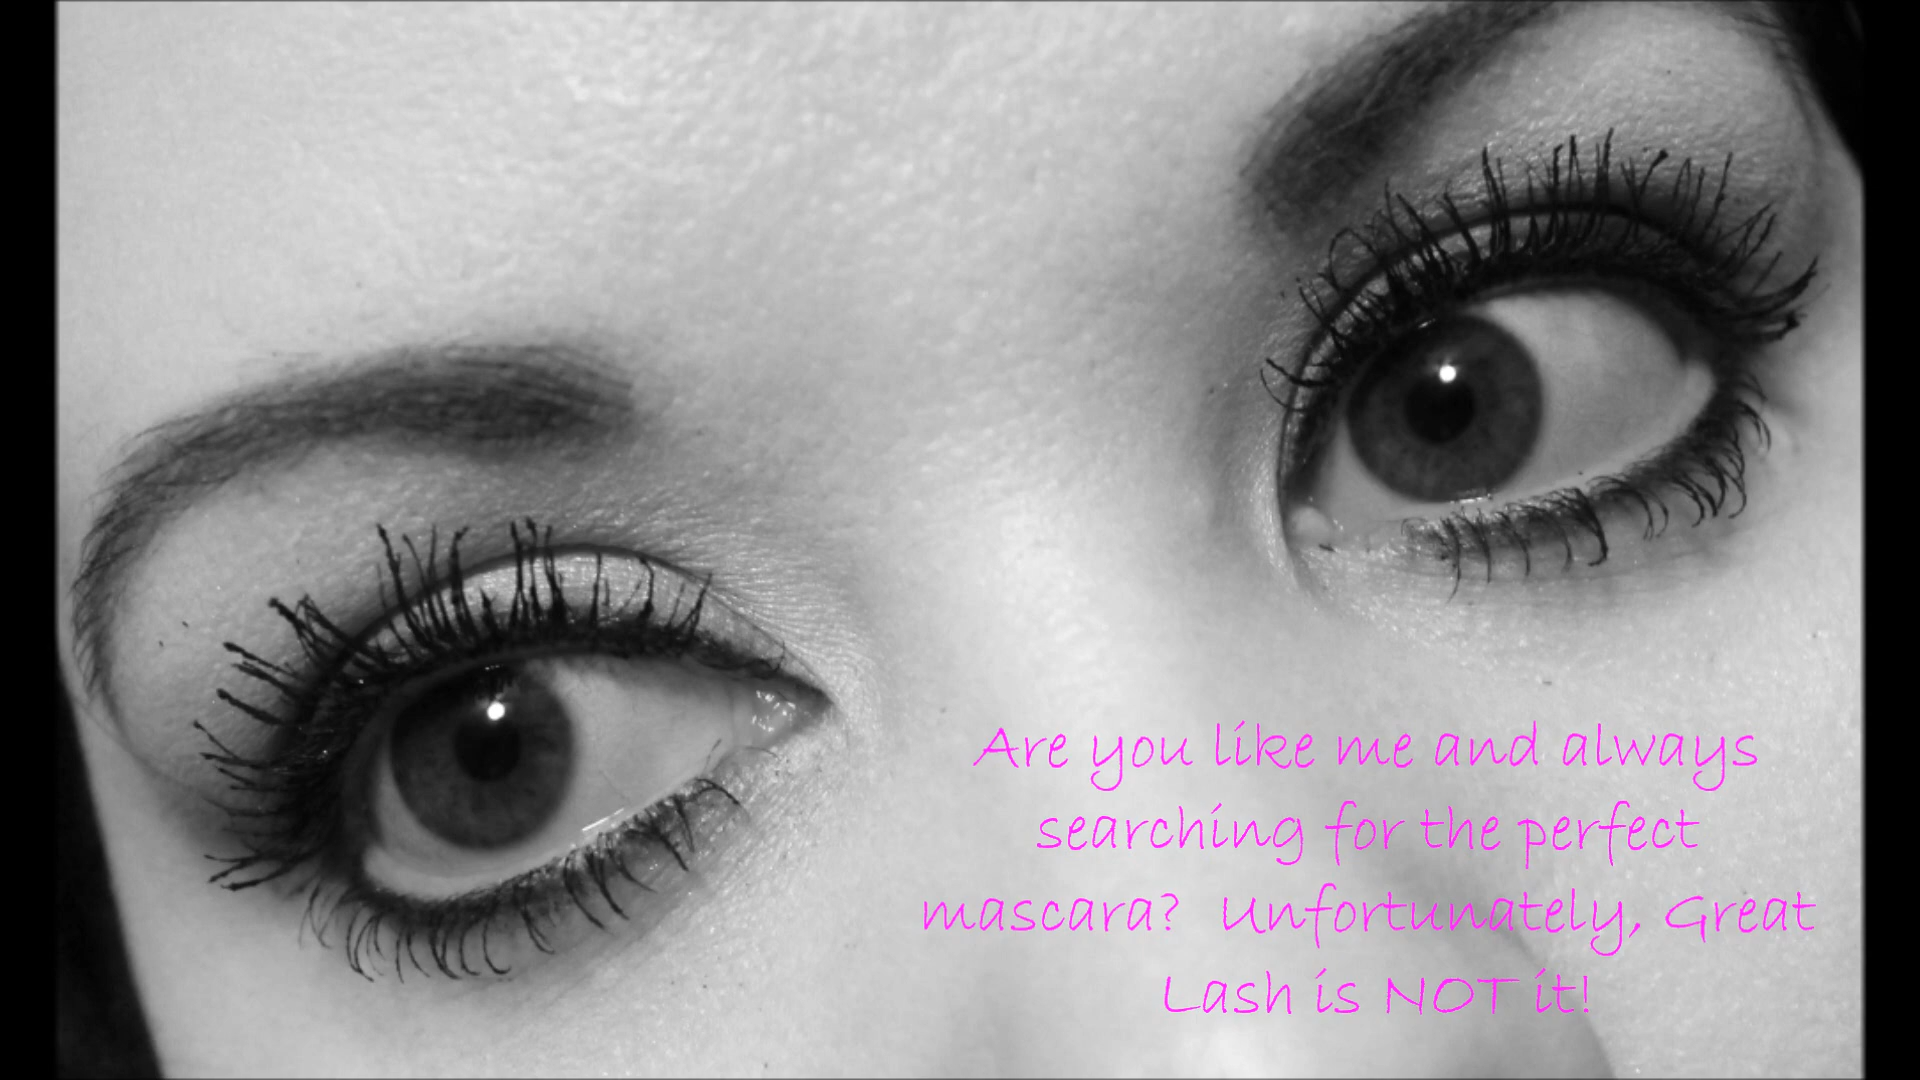 Are you like me and always
searching for the perfect
mascara?  Unfortunately, Great
Lash is NOT it!